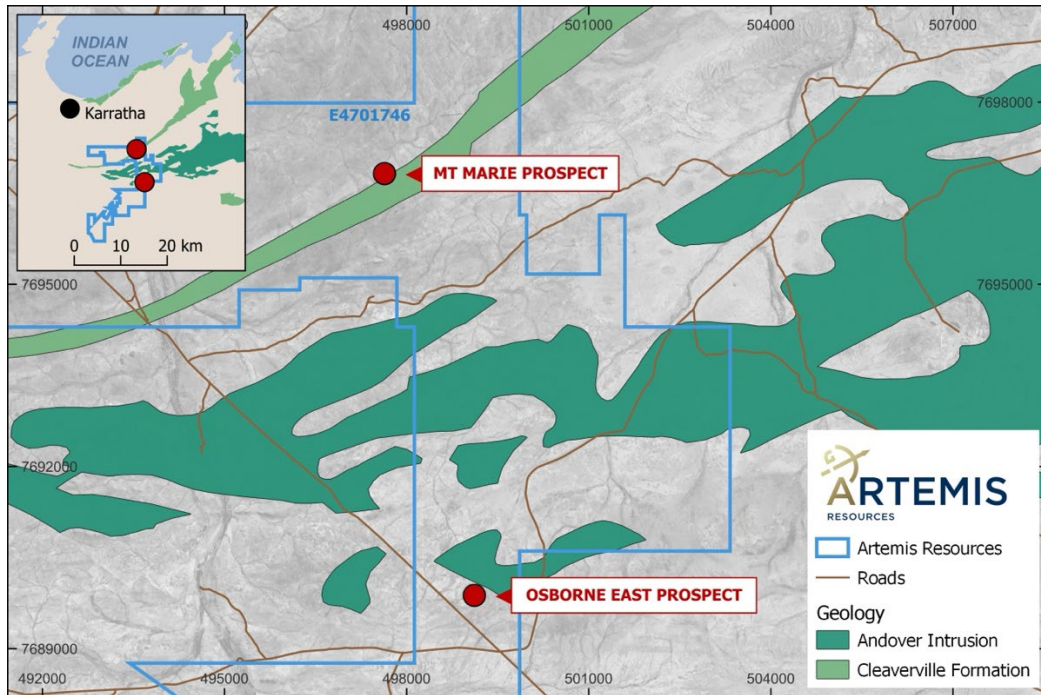 498000
501000
504000
507000
INDIAN
OCEAN
Karratha
0 10 20 km
E4701746
7698000
MT MARIE PROSPECT
7695000
7695000
7692000
ARTEMIS
RESOURCES
Artemis Resources
Roads
Geology
Andover Intrusion
Cleaverville Formation
OSBORNE EAST PROSPECT
7689000
492000
495000
498000
501000
504000